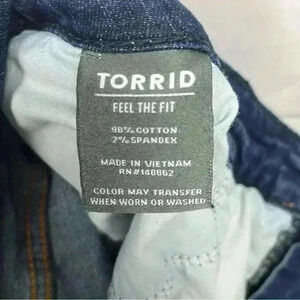 TORRID
FEEL THE FIT
98% COTTON
2% SPANDEX
MADE IN VIETNAM
RN#148862
COLOR MAY TRANSFER
WHEN WORN OR WASHED